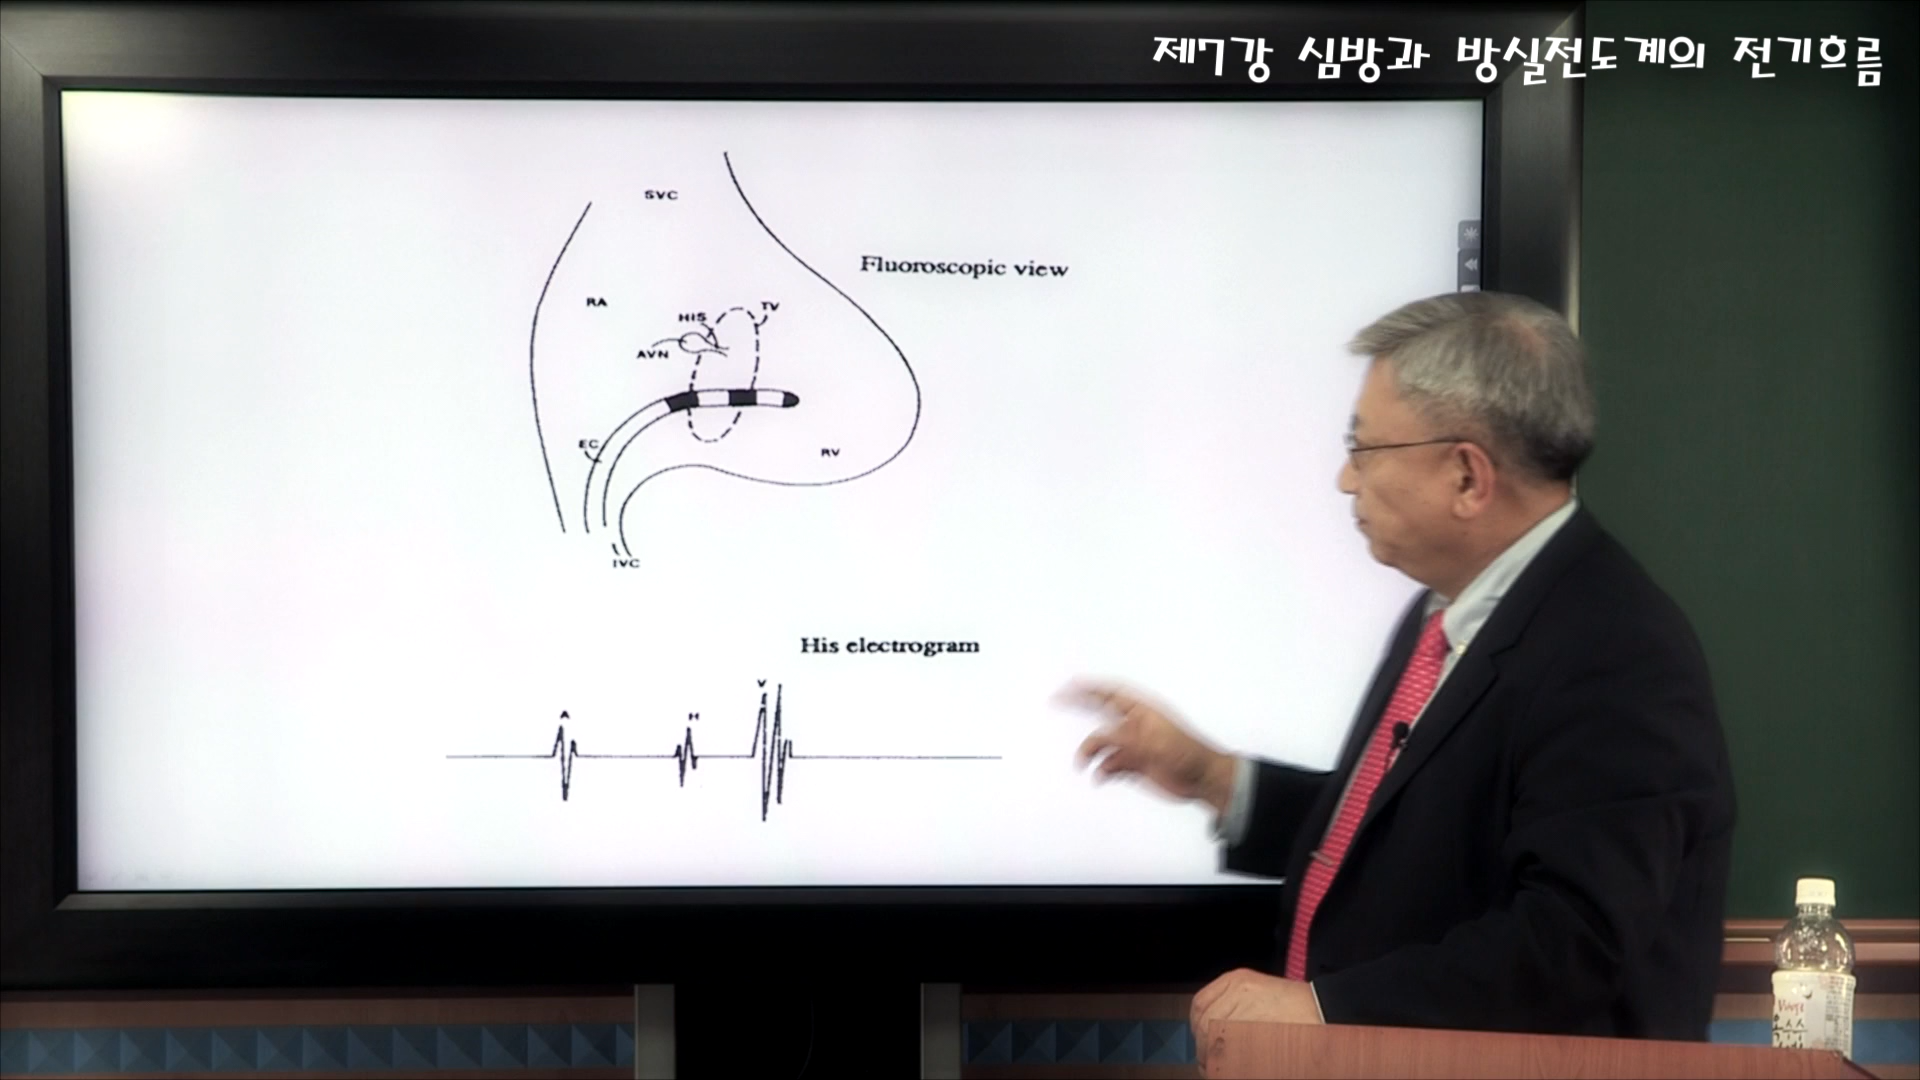 제7강 심방과 방실전도계의 전기흐름
SVC
Fluoroscopic view
RA
HIS
TV
AVN
EC
RV
IVC
His electrogram
A
H
V